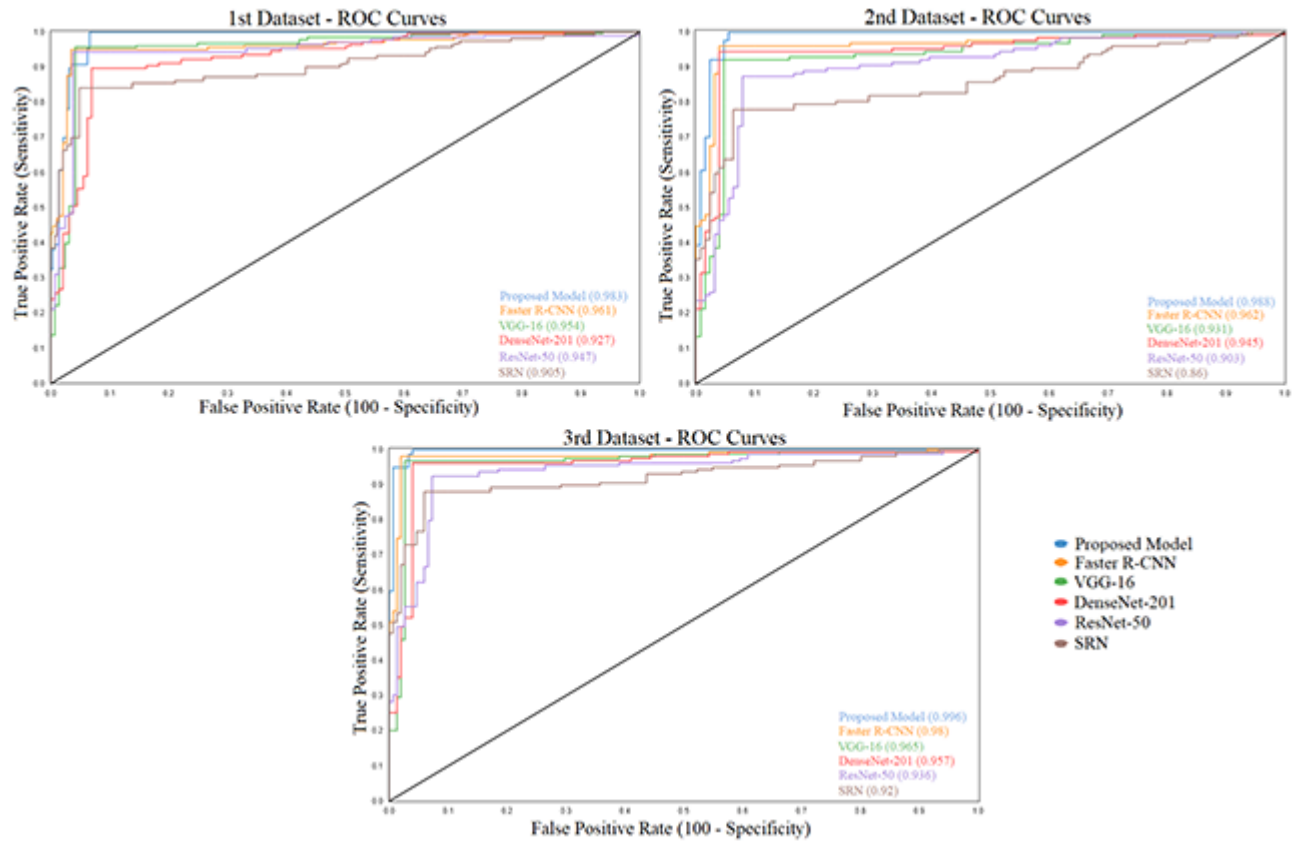 1st Dataset - ROC Curves
True Positive Rate (Sensitivity)
1.0
0.9
0.8
0.7
0.6
0.5
0.4
0.3
0.2
0.1
0.0
Proposed Model (0.983)
Faster R-CNN (0.961)
VGG-16 (0.954)
DenseNet-201 (0.927)
ResNet-50 (0.947)
SRN (0.905)
0.0 0.1 0.2 0.3 0.4 0.5 0.6 0.7 0.8 0.9 1.0
False Positive Rate (100 - Specificity)
2nd Dataset - ROC Curves
True Positive Rate (Sensitivity)
1.0
0.9
0.8
0.7
0.6
0.5
0.4
0.3
0.2
0.1
0.0
Proposed Model (0.988)
Faster R-CNN (0.962)
VGG-16 (0.931)
DenseNet-201 (0.945)
ResNet-50 (0.903)
SRN (0.86)
0.0 0.1 0.2 0.3 0.4 0.5 0.6 0.7 0.8 0.9 1.0
False Positive Rate (100 - Specificity)
3rd Dataset - ROC Curves
True Positive Rate (Sensitivity)
1.0
0.9
0.8
0.7
0.6
0.5
0.4
0.3
0.2
0.1
0.0
Proposed Model (0.996)
Faster R-CNN (0.98)
VGG-16 (0.965)
DenseNet-201 (0.957)
ResNet-50 (0.936)
SRN (0.92)
0.0 0.1 0.2 0.3 0.4 0.5 0.6 0.7 0.8 0.9 1.0
False Positive Rate (100 - Specificity)
Proposed Model
Faster R-CNN
VGG-16
DenseNet-201
ResNet-50
SRN